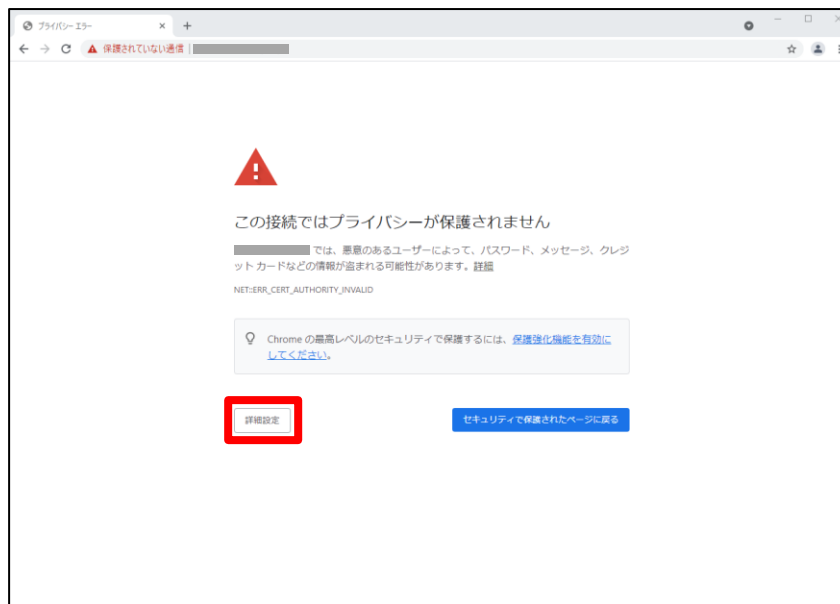 プライバシー エラー
保護されていない通信
この接続ではプライバシーが保護されません
では、悪意のあるユーザーによって、パスワード、メッセージ、クレジ
ット カードなどの情報が盗まれる可能性があります。詳細
NET::ERR_CERT_AUTHORITY_INVALID
Chrome の最高レベルのセキュリティで保護するには、保護強化機能を有効に
してください。
詳細設定
セキュリティで保護されたページに戻る